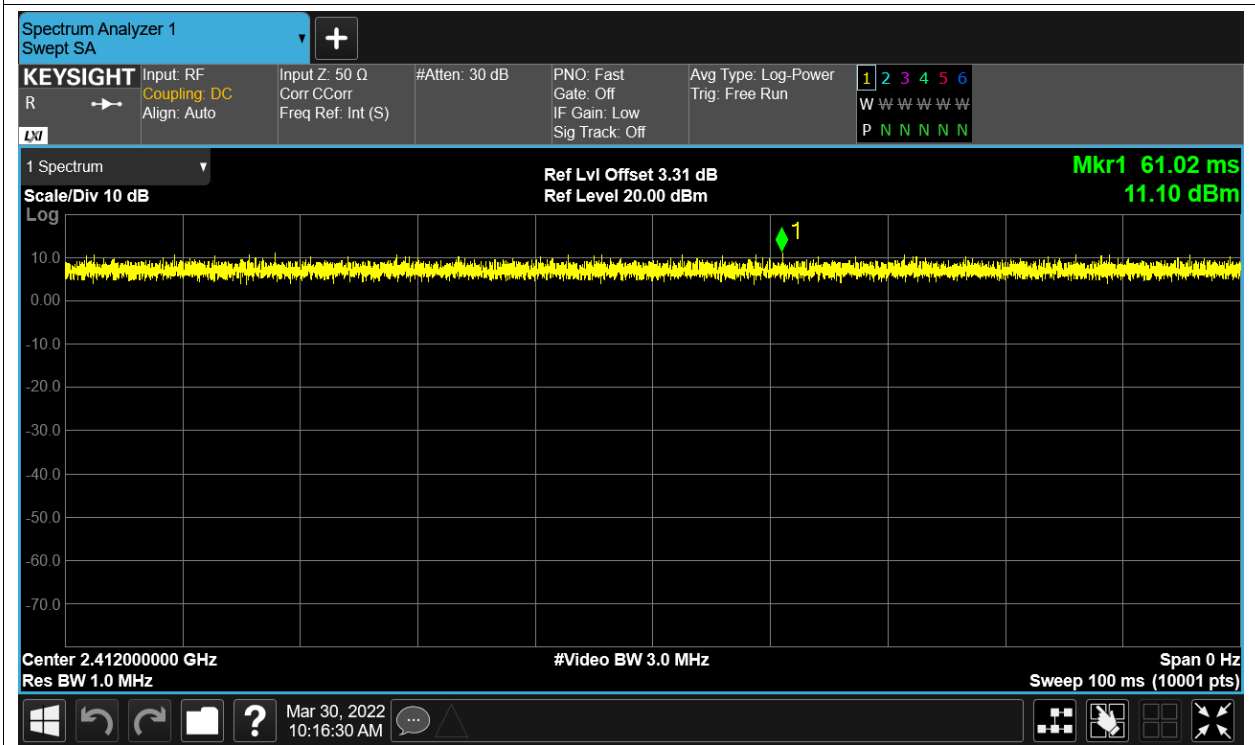 Spectrum Analyzer 1
Swept SA
KEYSIGHT
R
LXI
Input: RF
Coupling: DC
Align: Auto
Input Z: 50 Ω
Corr CCorr
Freq Ref: Int (S)
#Atten: 30 dB
PNO: Fast
Gate: Off
IF Gain: Low
Sig Track: Off
Avg Type: Log-Power
Trig: Free Run
1 2 3 4 5 6
W W W W W W
P N N N N N
1 Spectrum
Scale/Div 10 dB
Log
Ref Lvl Offset 3.31 dB
Ref Level 20.00 dBm
Mkr1 61.02 ms
11.10 dBm
1
10.0
0.00
-10.0
-20.0
-30.0
-40.0
-50.0
-60.0
-70.0
Center 2.412000000 GHz
Res BW 1.0 MHz
#Video BW 3.0 MHz
Span 0 Hz
Sweep 100 ms (10001 pts)
?
Mar 30, 2022
10:16:30 AM